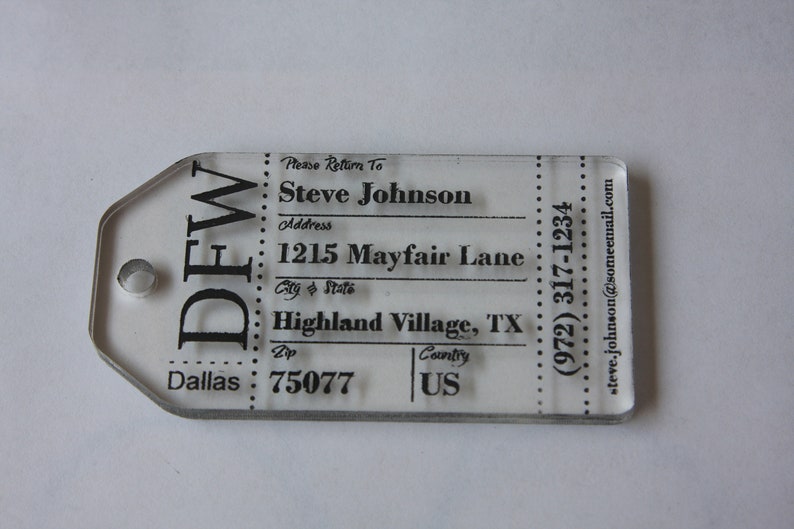 DFW
Dallas
Please Return To
Steve Johnson
Address
1215 Mayfair Lane
City & State
Highland Village, TX
Zip
75077
Country
US
(972) 317-1234
steve.johnson@someemail.com